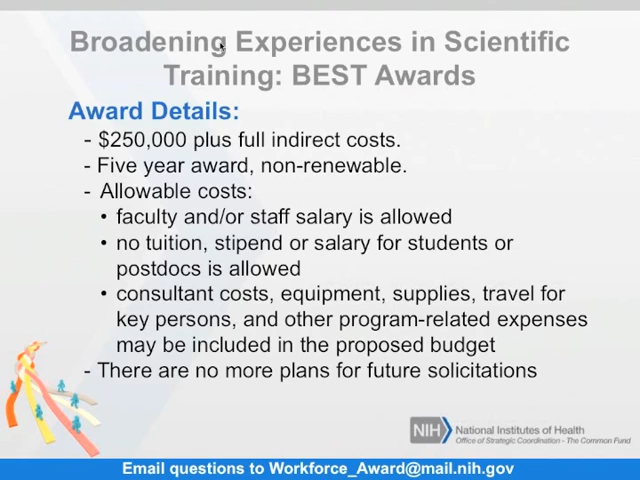 Broadening Experiences in Scientific
Training: BEST Awards
Award Details:
- $250,000 plus full indirect costs.
- Five year award, non-renewable.
- Allowable costs:
• faculty and/or staff salary is allowed
• no tuition, stipend or salary for students or
postdocs is allowed
• consultant costs, equipment, supplies, travel for
key persons, and other program-related expenses
may be included in the proposed budget
- There are no more plans for future solicitations
NIH National Institutes of Health
Office of Strategic Coordination - The Common Fund
Email questions to Workforce_Award@mail.nih.gov